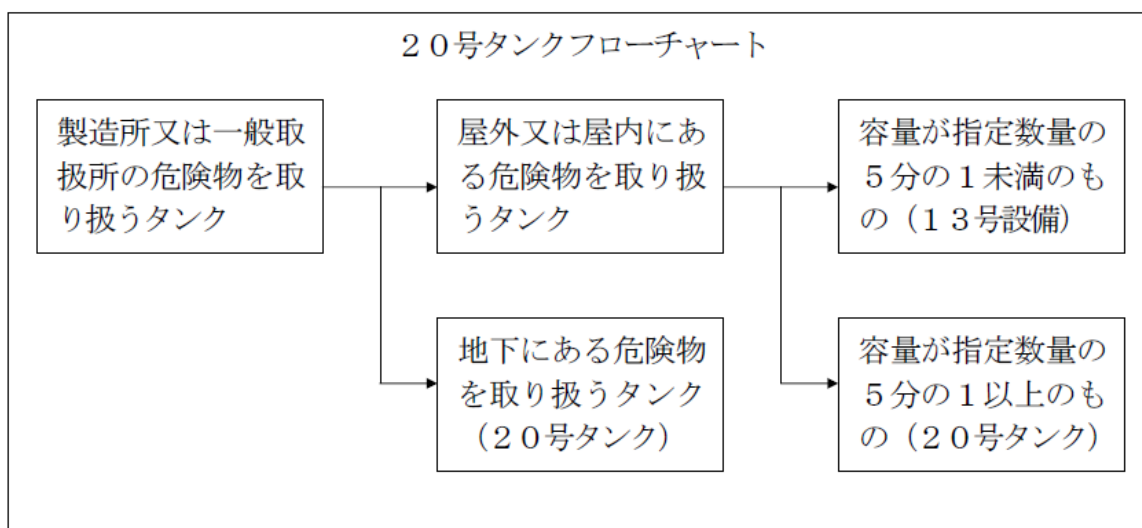 ２０号タンクフローチャート
製造所又は一般取
扱所の危険物を取
り扱うタンク
屋外又は屋内にあ
る危険物を取り扱
うタンク
容量が指定数量の
５分の１未満のも
の（１３号設備）
地下にある危険物
を取り扱うタンク
（２０号タンク）
容量が指定数量の
５分の１以上のも
の（２０号タンク）